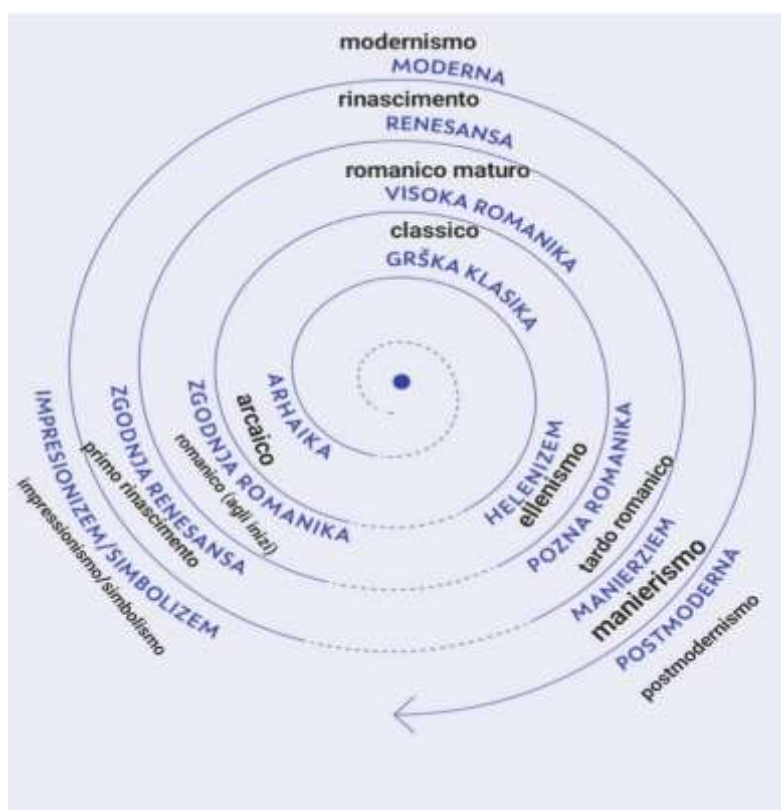 modernismo
MODERNA
rinascimento
RENESANSA
romanico maturo
VISOKA ROMANIKA
classico
GRŠKA KLASIKA
ARHAIKA
arcaico
ZGODNJA ROMANIKA
romanico (agli inizi)
ZGODNJA RENESANSA
primo rinascimento
IMPRESIONIZEM/SIMBOLIZEM
impressionismo/simbolismo
HELENIZEM
ellenismo
POZNA ROMANIKA
tardo romanico
MANIERZIEM
manierismo
POSTMODERNA
postmodernismo